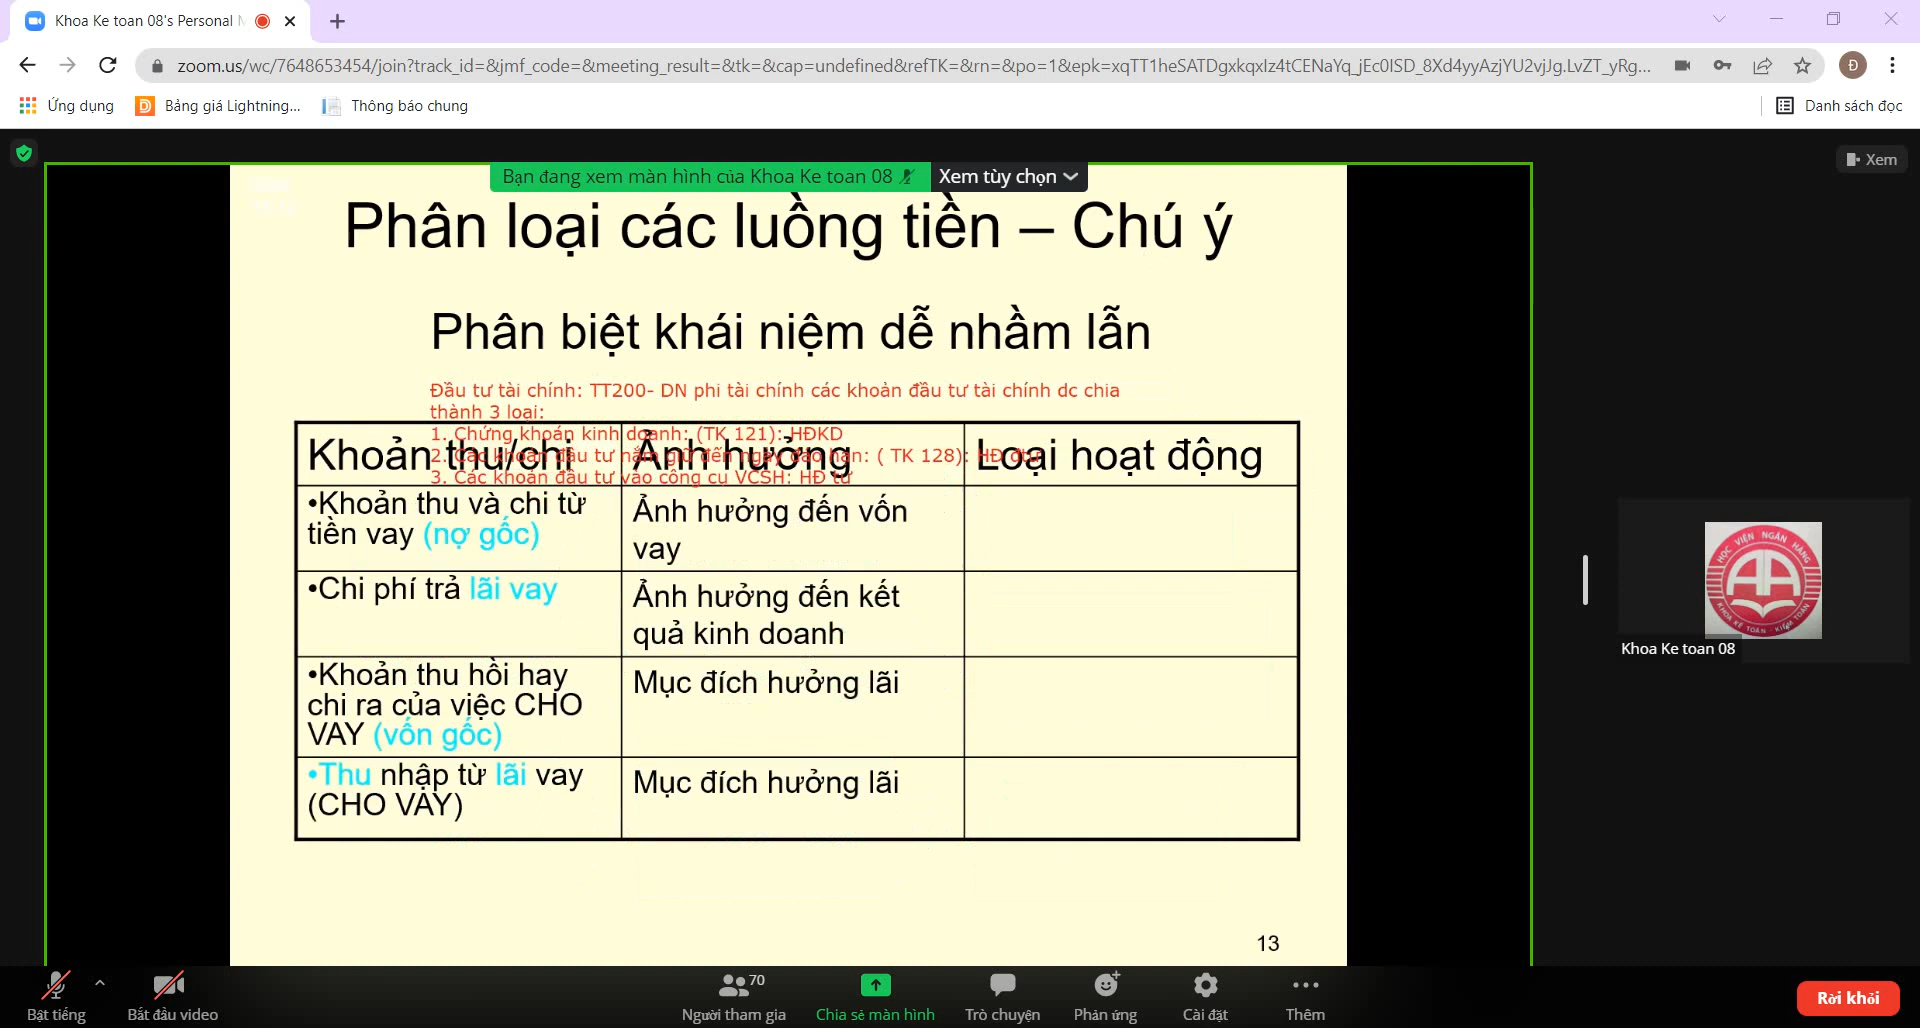 Khoa Ke toan 08's Personal M
zoom.us/wc/7648653454/join?track_id=&jmf_code=&meeting_result=&tk=&cap=undefined&refTK=&rn=&po=1&epk=xqTT1heSATDgxkqxIz4tCENaYq_jEc0ISD_8Xd4yyAzjYU2vjJg.LvZT_yRg...
Đ
Ứng dụng
Bảng giá Lightning...
Thông báo chung
Danh sách đọc
Bạn đang xem màn hình của Khoa Ke toan 08
Xem tùy chọn
Xem
Phân loại các luồng tiền – Chú ý
Phân biệt khái niệm dễ nhầm lẫn
Đầu tư tài chính: TT200- DN phi tài chính các khoản đầu tư tài chính dc chia
thành 3 loại:
1. Chứng khoán kinh doanh: (TK 121): HĐKD
2. Các khoản đầu tư nắm giữ đến ngày đáo hạn: ( TK 128): HĐ đtư
3. Các khoản đầu tư vào công cụ VCSH: HĐ tư
Khoản thu/chi
Ảnh hưởng
Loại hoạt động
•Khoản thu và chi từ
tiền vay (nợ gốc)
Ảnh hưởng đến vốn
vay
•Chi phí trả lãi vay
Ảnh hưởng đến kết
quả kinh doanh
•Khoản thu hồi hay
chi ra của việc CHO
VAY (vốn gốc)
Mục đích hưởng lãi
•Thu nhập từ lãi vay
(CHO VAY)
Mục đích hưởng lãi
13
HỌC VIỆN NGÂN HÀNG
KHOA KẾ TOÁN - KIỂM TOÁN
Khoa Ke toan 08
Bật tiếng
Bắt đầu video
70
Người tham gia
Chia sẻ màn hình
Trò chuyện
Phản ứng
Cài đặt
Thêm
Rời khỏi